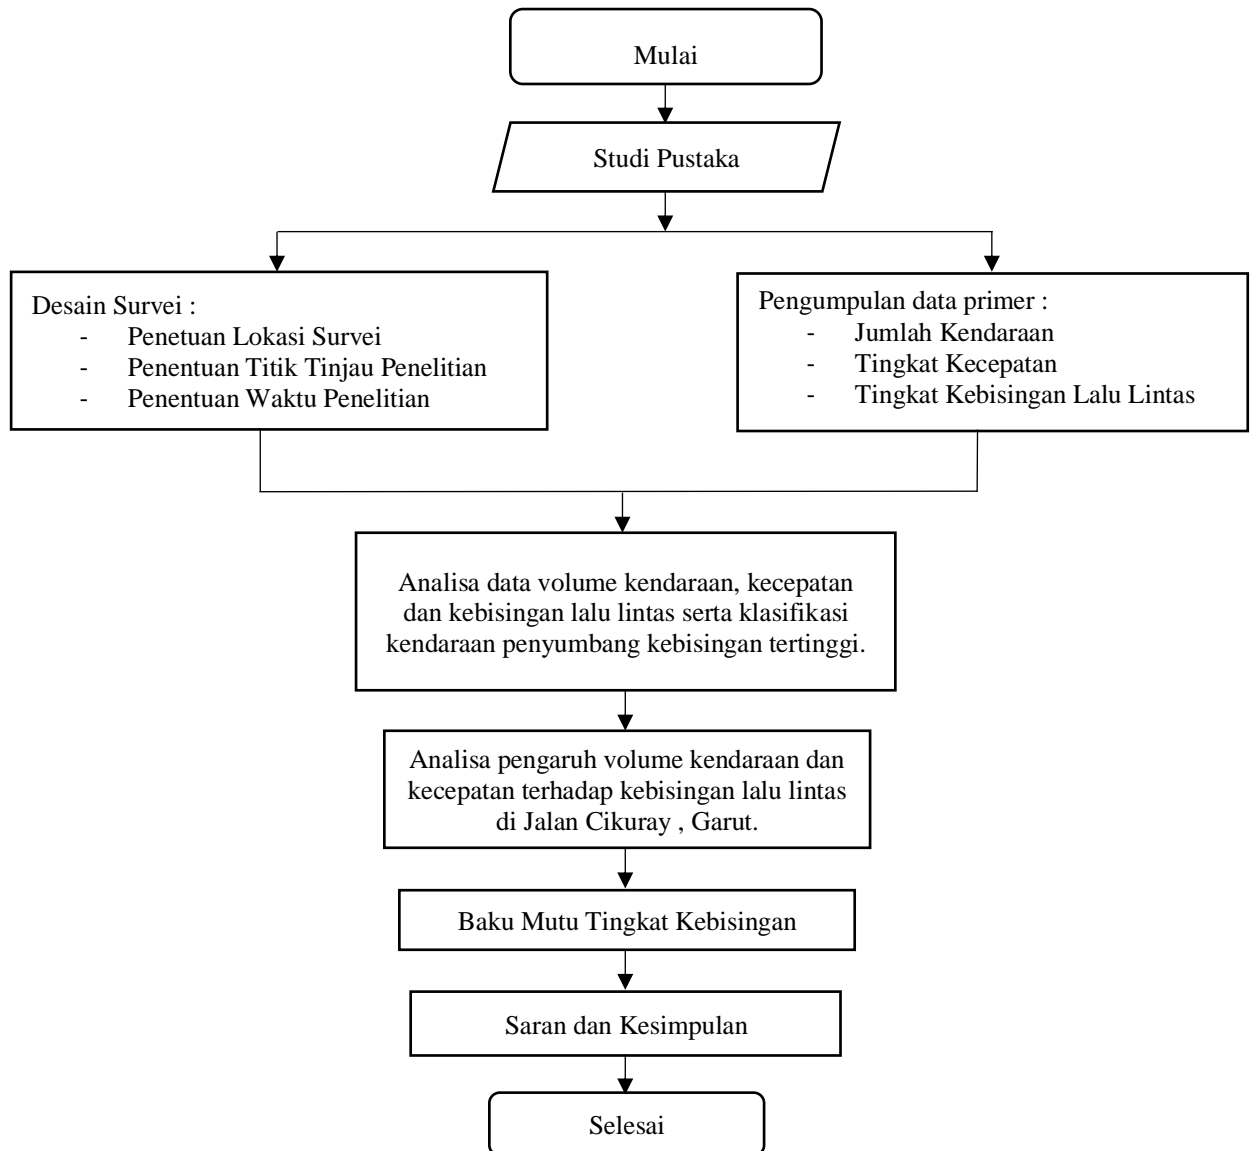 Mulai
Studi Pustaka
Desain Survei :
- Penetuan Lokasi Survei
- Penentuan Titik Tinjau Penelitian
- Penentuan Waktu Penelitian
Pengumpulan data primer :
- Jumlah Kendaraan
- Tingkat Kecepatan
- Tingkat Kebisingan Lalu Lintas
Analisa data volume kendaraan, kecepatan
dan kebisingan lalu lintas serta klasifikasi
kendaraan penyumbang kebisingan tertinggi.
Analisa pengaruh volume kendaraan dan
kecepatan terhadap kebisingan lalu lintas
di Jalan Cikuray , Garut.
Baku Mutu Tingkat Kebisingan
Saran dan Kesimpulan
Selesai